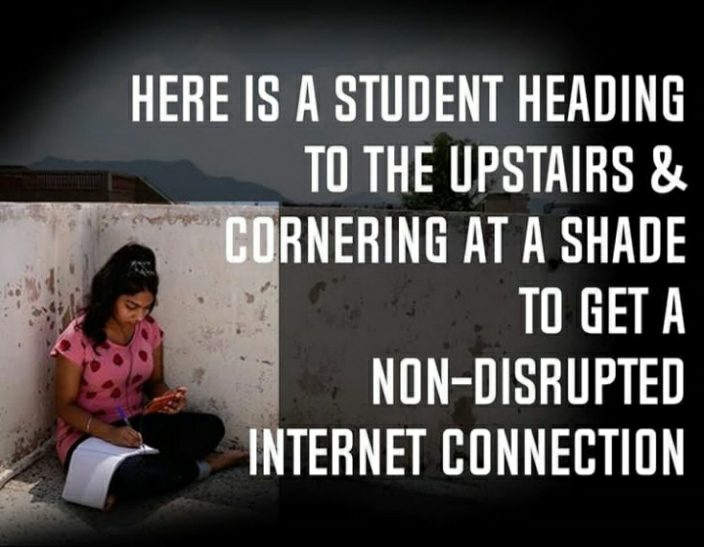 HERE IS A STUDENT HEADING
TO THE UPSTAIRS &
CORNERING AT A SHADE
TO GET A
NON-DISRUPTED
INTERNET CONNECTION